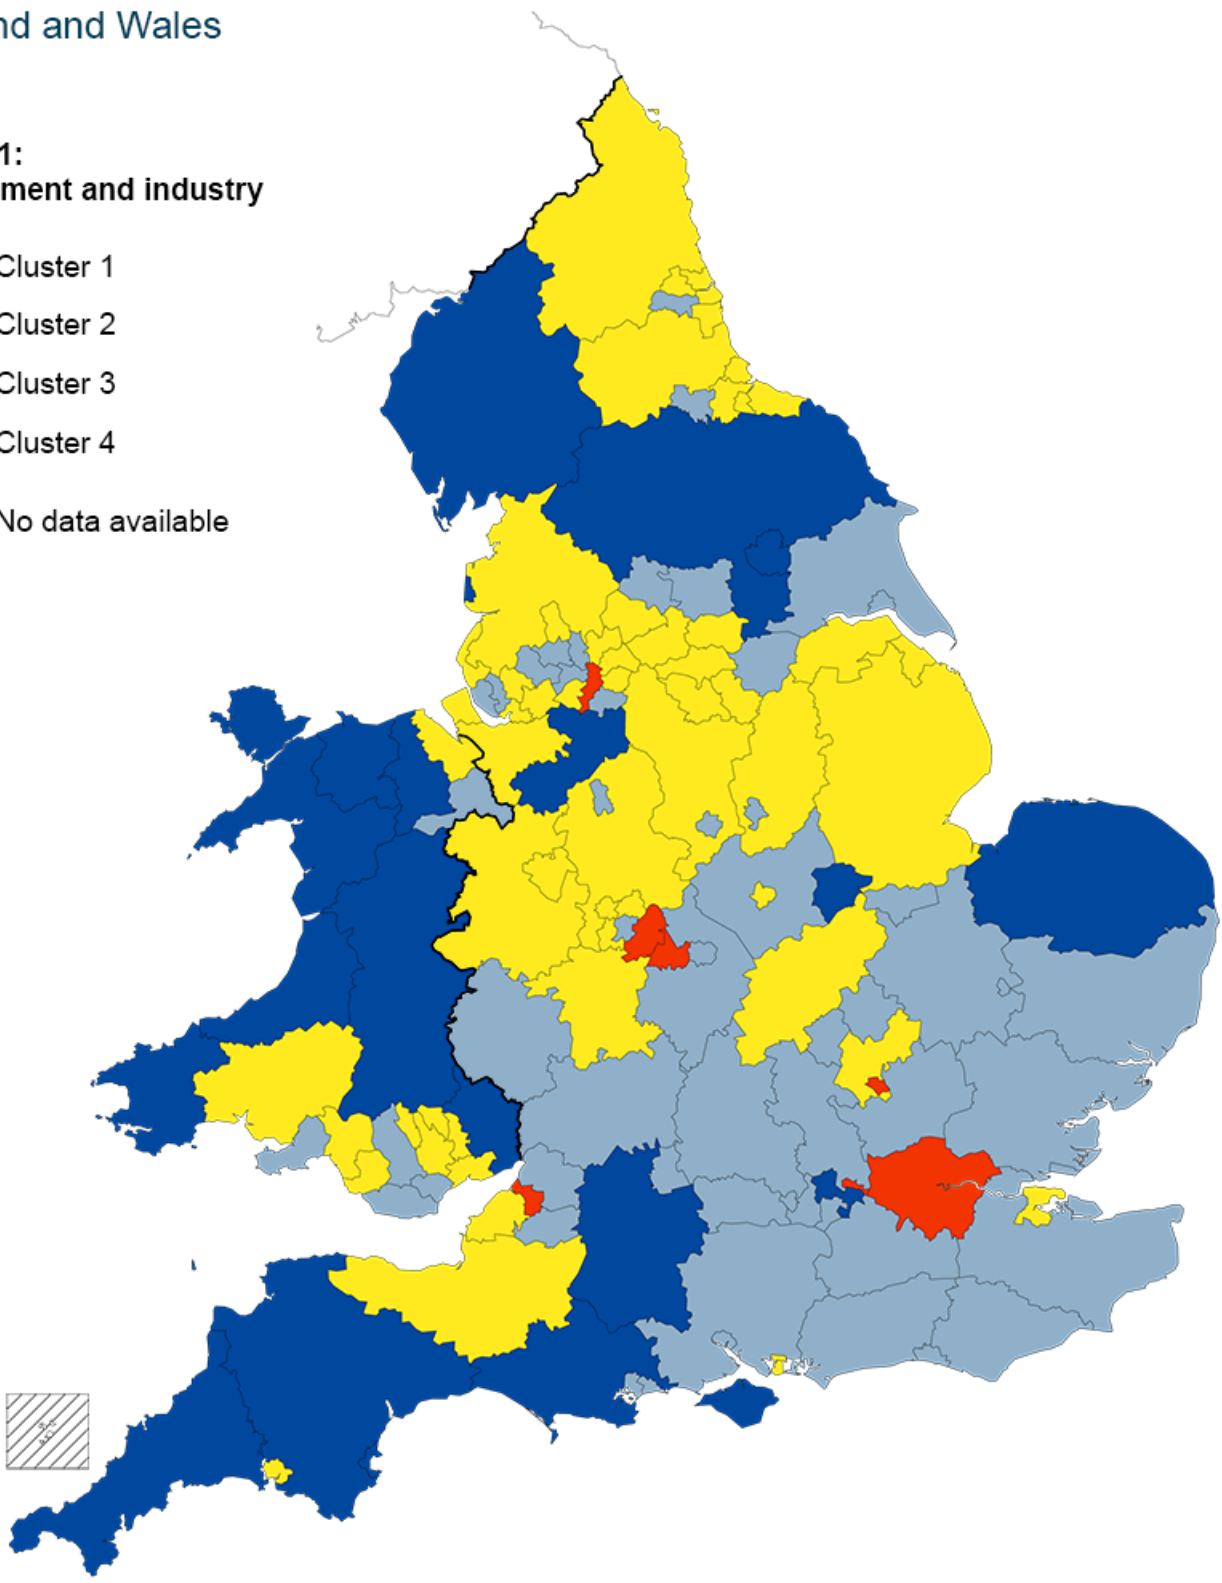 nd and Wales
1:
ment and industry
Cluster 1
Cluster 2
Cluster 3
Cluster 4
No data available